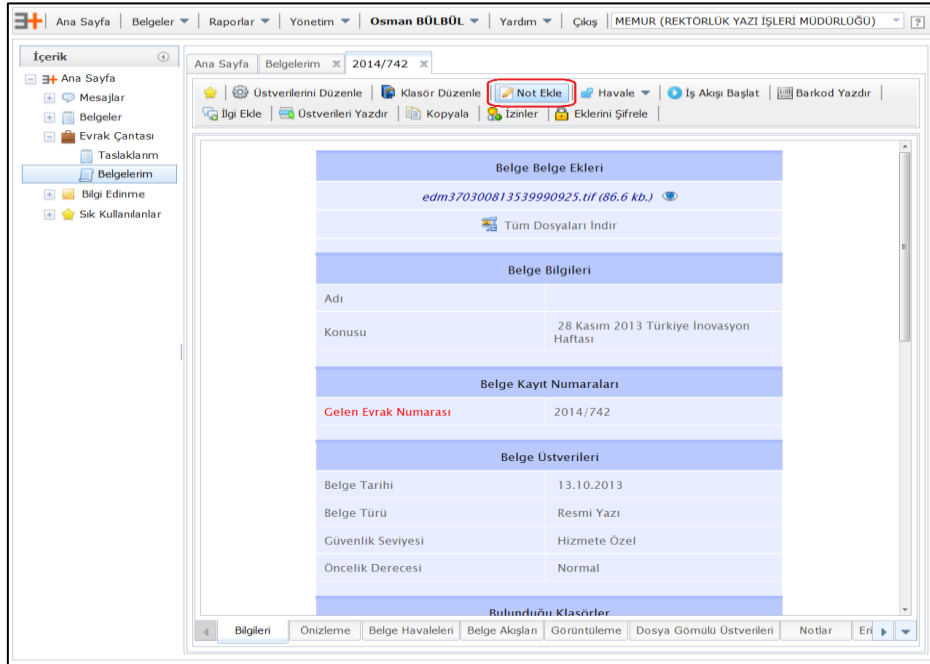 Ana Sayfa Belgeler Raporlar Yönetim Osman BÜLBÜL Yardım Çıkış MEMUR (REKTÖRLÜK YAZI İŞLERİ MÜDÜRLÜĞÜ) ?
İçerik
Ana Sayfa
Mesajlar
Belgeler
Evrak Çantası
Taslaklarım
Belgelerim
Bilgi Edinme
Sık Kullanılanlar
Ana Sayfa Belgelerim x 2014/742 x
Üstverilerini Düzenle Klasör Düzenle Not Ekle Havale İş Akışı Başlat Barkod Yazdır
İlgi Ekle Üstverileri Yazdır Kopyala İzinler Eklerini Şifrele
Belge Belge Ekleri
edm370300813539990925.tif (86.6 kb.)
Tüm Dosyaları İndir
Belge Bilgileri
Adı
Konusu 28 Kasım 2013 Türkiye İnovasyon
Haftası
Belge Kayıt Numaraları
Gelen Evrak Numarası 2014/742
Belge Üstverileri
Belge Tarihi 13.10.2013
Belge Türü Resmi Yazı
Güvenlik Seviyesi Hizmete Özel
Öncelik Derecesi Normal
Bulunduğu Klasörler
Bilgileri Önizleme Belge Havaleleri Belge Akışları Görüntüleme Dosya Gömülü Üstverileri Notlar Eri